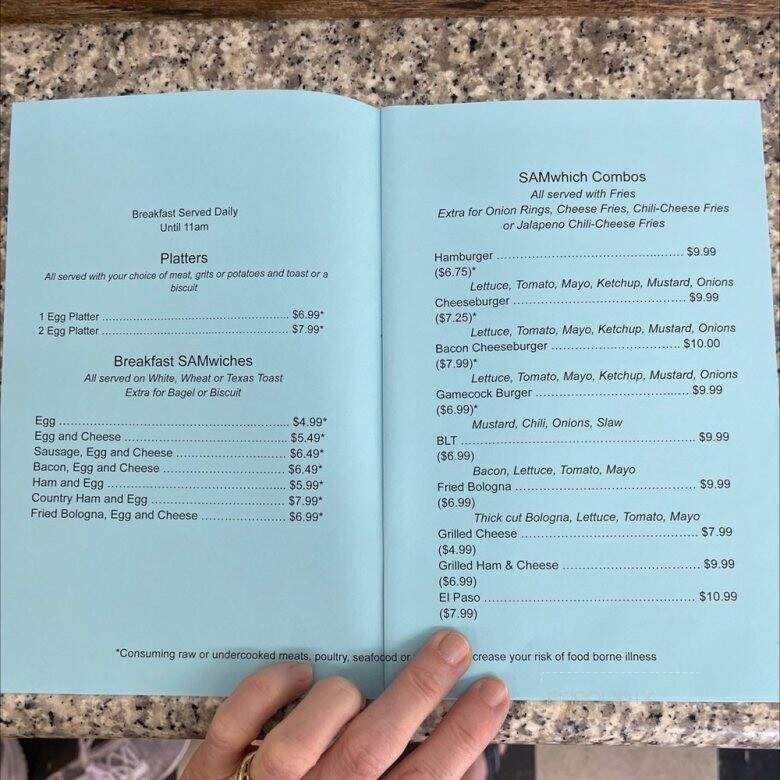 Breakfast Served Daily
Until 11am
Platters
All served with your choice of meat, grits or potatoes and toast or a
biscuit
1 Egg Platter ........................................................ $6.99*
2 Egg Platter ........................................................ $7.99*
Breakfast SAMwiches
All served on White, Wheat or Texas Toast
Extra for Bagel or Biscuit
Egg .................................................................... $4.99*
Egg and Cheese .................................................. $5.49*
Sausage, Egg and Cheese ................................. $6.49*
Bacon, Egg and Cheese ..................................... $6.49*
Ham and Egg ...................................................... $5.99*
Country Ham and Egg ......................................... $7.99*
Fried Bologna, Egg and Cheese ......................... $6.99*
SAMwhich Combos
All served with Fries
Extra for Onion Rings, Cheese Fries, Chili-Cheese Fries
or Jalapeno Chili-Cheese Fries
Hamburger ........................................................ $9.99
($6.75)*
Lettuce, Tomato, Mayo, Ketchup, Mustard, Onions
Cheeseburger .................................................... $9.99
($7.25)*
Lettuce, Tomato, Mayo, Ketchup, Mustard, Onions
Bacon Cheeseburger ....................................... $10.00
($7.99)*
Lettuce, Tomato, Mayo, Ketchup, Mustard, Onions
Gamecock Burger .............................................. $9.99
($6.99)*
Mustard, Chili, Onions, Slaw
BLT ..................................................................... $9.99
($6.99)
Bacon, Lettuce, Tomato, Mayo
Fried Bologna ..................................................... $9.99
($6.99)
Thick cut Bologna, Lettuce, Tomato, Mayo
Grilled Cheese .................................................... $7.99
($4.99)
Grilled Ham & Cheese ........................................ $9.99
($6.99)
El Paso ............................................................. $10.99
($7.99)
*Consuming raw or undercooked meats, poultry, seafood or crease your risk of food borne illness